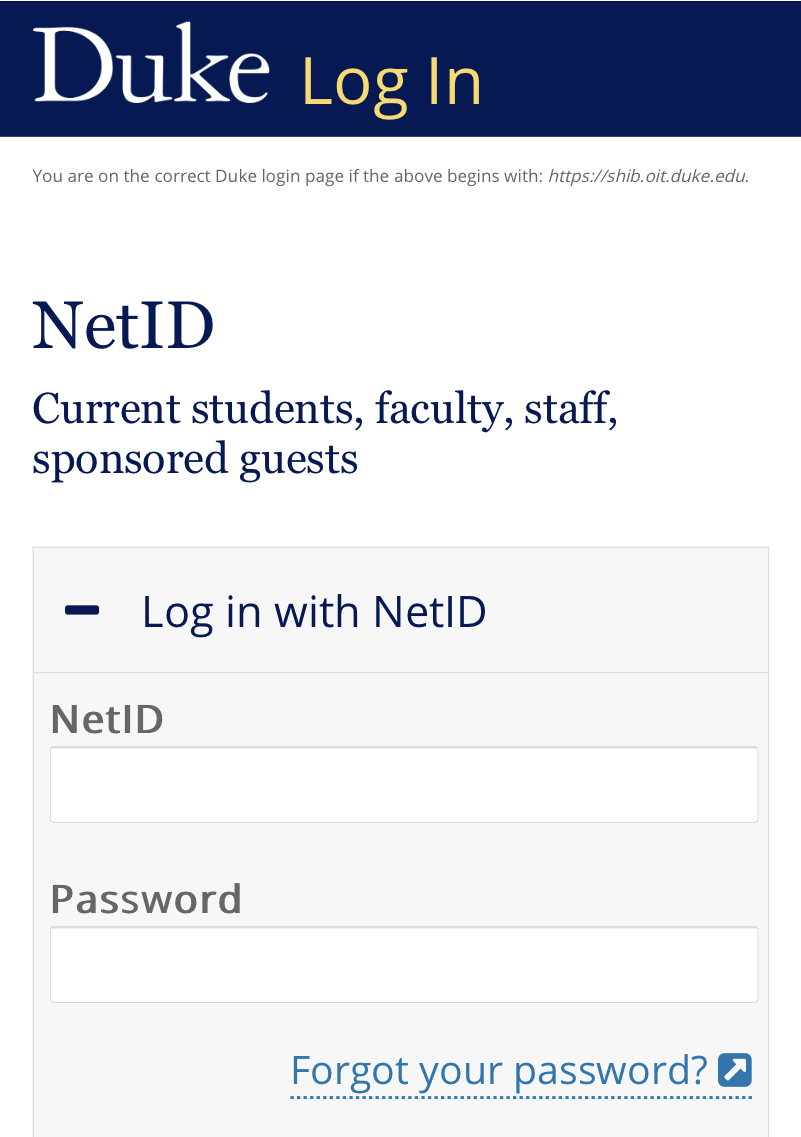 Duke Log In
You are on the correct Duke login page if the above begins with: https://shib.oit.duke.edu.
NetID
Current students, faculty, staff,
sponsored guests
Log in with NetID
NetID
Password
Forgot your password?